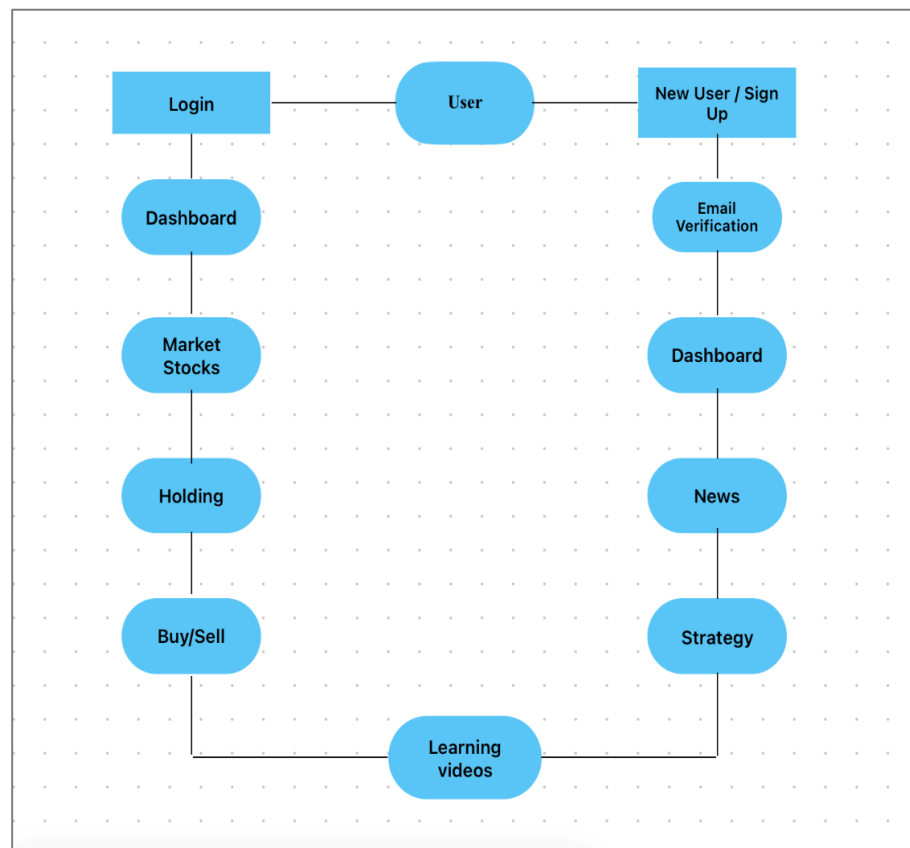 Login
User
New User / Sign
Up
Dashboard
Email
Verification
Market
Stocks
Dashboard
Holding
News
Buy/Sell
Strategy
Learning
videos